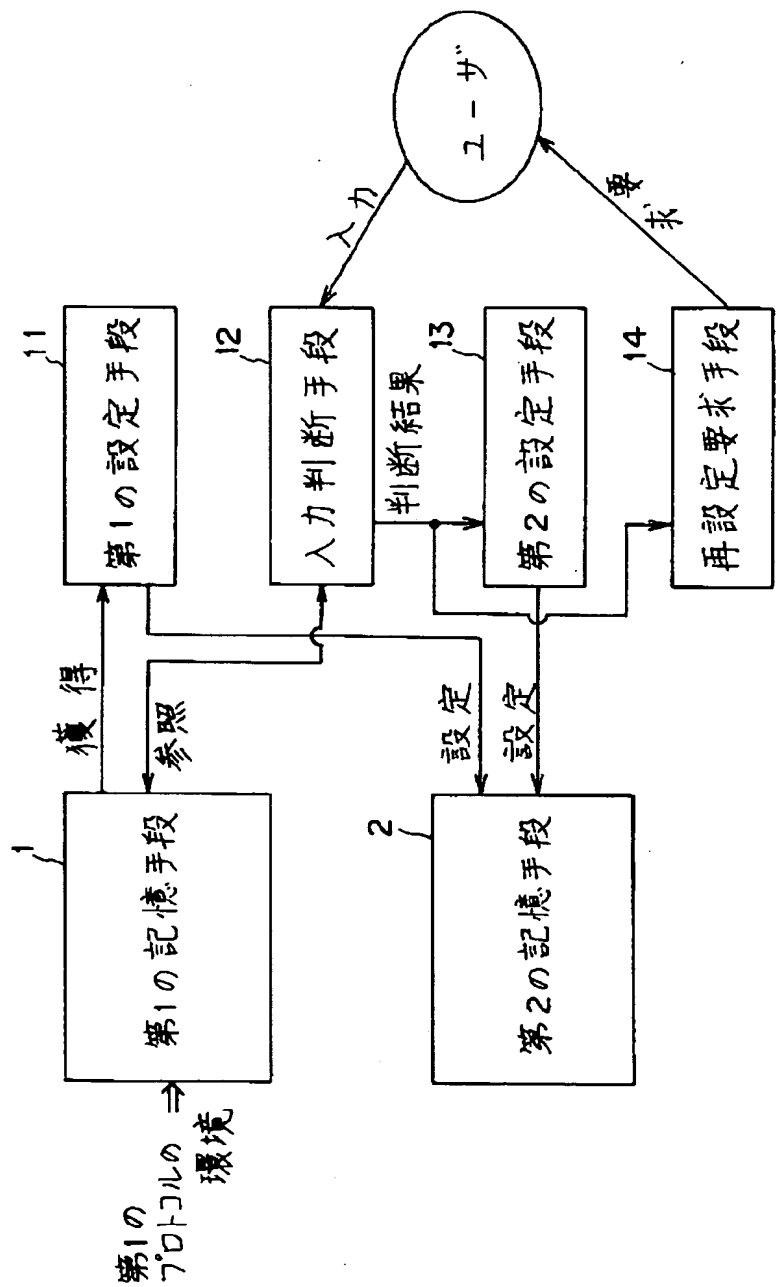 第1の
プロトコルの
環境
1
第1の記憶手段
獲得
参照
11
第1の設定手段
12
入力判断手段
入力
ユーザ
判断結果
2
第2の記憶手段
設定
設定
13
第2の設定手段
14
再設定要求手段
要求